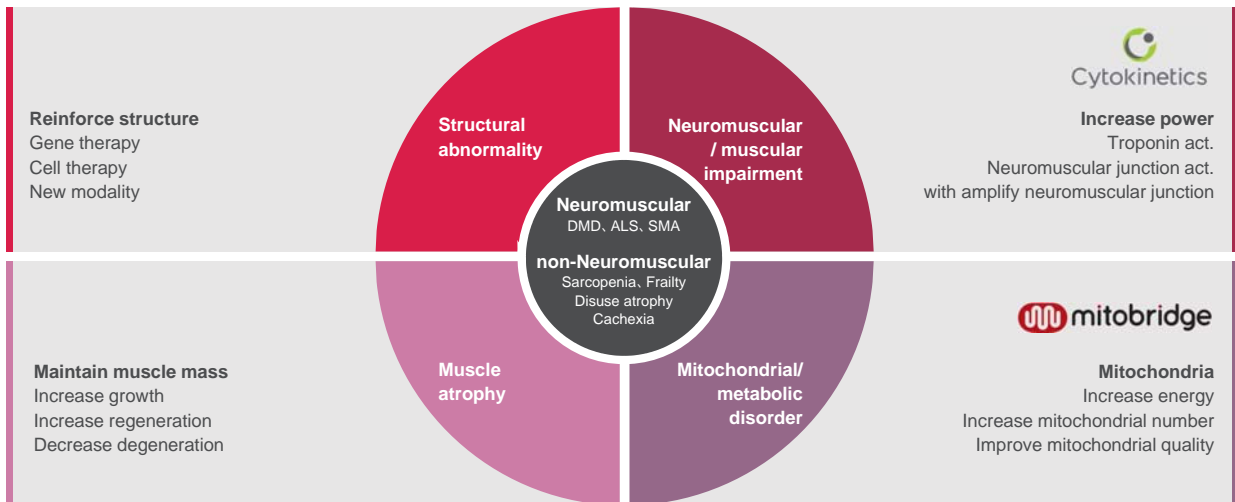 Cytokinetics
Reinforce structure
Gene therapy
Cell therapy
New modality
Structural
abnormality
Neuromuscular
/ muscular
impairment
Increase power
Troponin act.
Neuromuscular junction act.
with amplify neuromuscular junction
Neuromuscular
DMD、ALS、SMA
non-Neuromuscular
Sarcopenia、Frailty
Disuse atrophy
Cachexia
mitobridge
Maintain muscle mass
Increase growth
Increase regeneration
Decrease degeneration
Muscle
atrophy
Mitochondrial/
metabolic
disorder
Mitochondria
Increase energy
Increase mitochondrial number
Improve mitochondrial quality